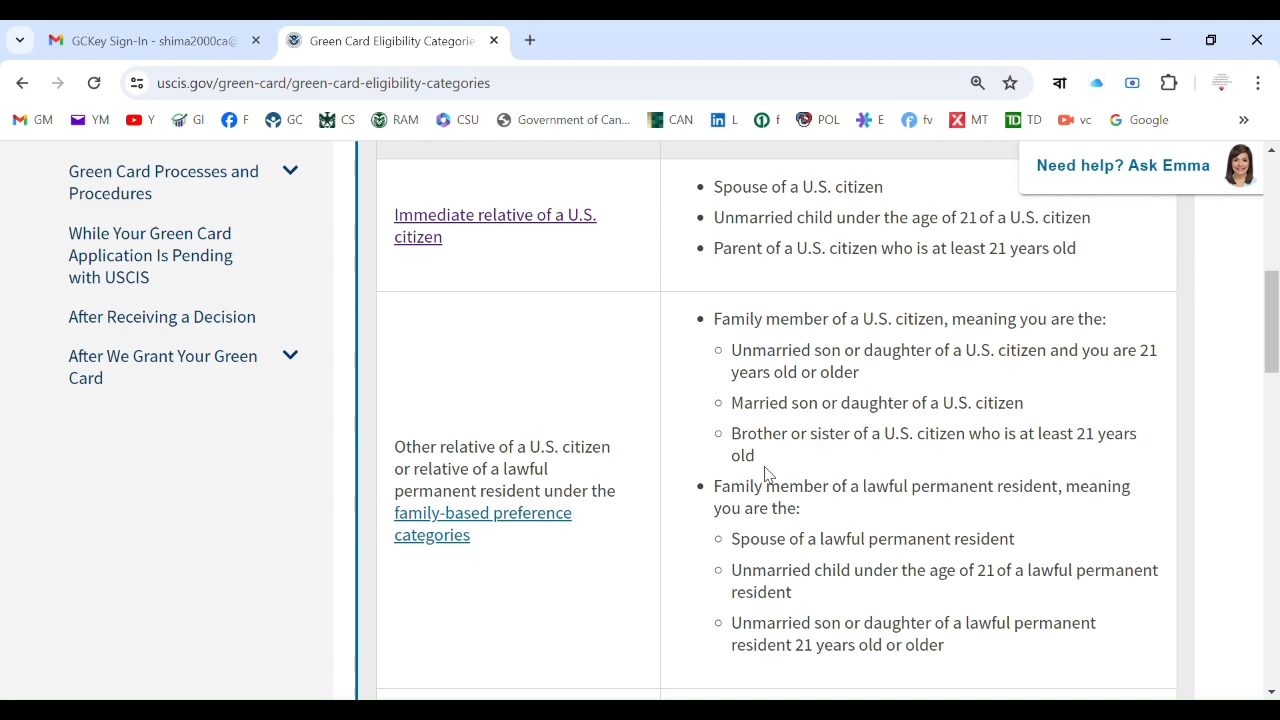 GCKey Sign-In - shima2000ca@
Green Card Eligibility Categorie
uscis.gov/green-card/green-card-eligibility-categories
বা
GM YM Y GI F GC CS RAM CSU Government of Can... CAN L f POL E fv MT TD vc Google »
Need help? Ask Emma
Green Card Processes and
Procedures
While Your Green Card
Application Is Pending
with USCIS
After Receiving a Decision
After We Grant Your Green
Card
Immediate relative of a U.S.
citizen
• Spouse of a U.S. citizen
• Unmarried child under the age of 21 of a U.S. citizen
• Parent of a U.S. citizen who is at least 21 years old
Other relative of a U.S. citizen
or relative of a lawful
permanent resident under the
family-based preference
categories
• Family member of a U.S. citizen, meaning you are the:
○ Unmarried son or daughter of a U.S. citizen and you are 21
years old or older
○ Married son or daughter of a U.S. citizen
○ Brother or sister of a U.S. citizen who is at least 21 years
old
• Family member of a lawful permanent resident, meaning
you are the:
○ Spouse of a lawful permanent resident
○ Unmarried child under the age of 21 of a lawful permanent
resident
○ Unmarried son or daughter of a lawful permanent
resident 21 years old or older